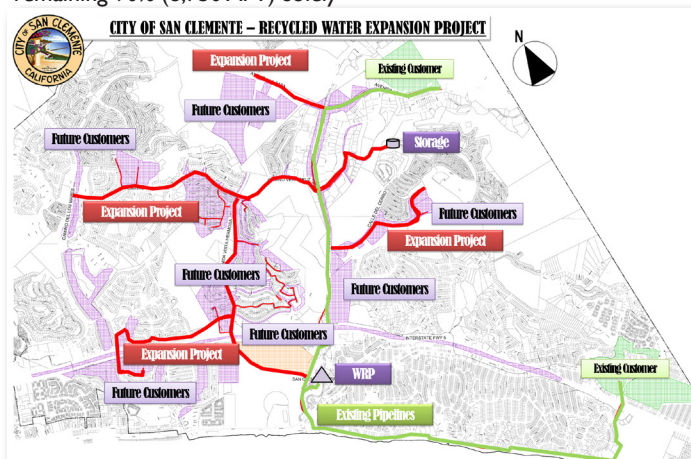 CITY OF SAN CLEMENTE – RECYCLED WATER EXPANSION PROJECT
CITY OF SAN CLEMENTE
CALIFORNIA
N
Expansion Project
Existing Customer
Future Customers
Future Customers
Storage
Expansion Project
Future Customers
Expansion Project
Future Customers
Future Customers
Future Customers
INTERSTATE FWY 5
Expansion Project
WRP
Existing Customer
Future Customers
Existing Pipelines